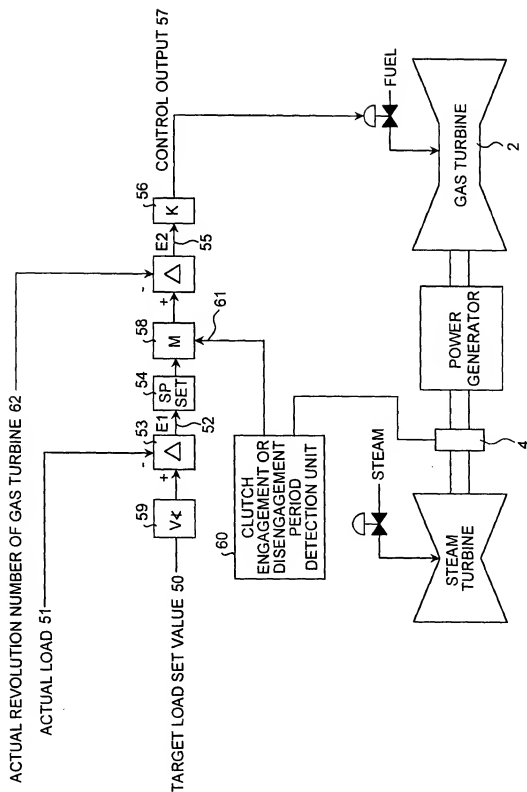 ACTUAL REVOLUTION NUMBER OF GAS TURBINE 62
ACTUAL LOAD 51
TARGET LOAD SET VALUE 50
59
V
+
-
53
Δ
E1
52
54
SP
SET
58
M
61
+
-
Δ
E2
55
56
K
CONTROL OUTPUT 57
60
CLUTCH
ENGAGEMENT OR
DISENGAGEMENT
PERIOD
DETECTION UNIT
STEAM
FUEL
STEAM
TURBINE
4
POWER
GENERATOR
GAS TURBINE
2